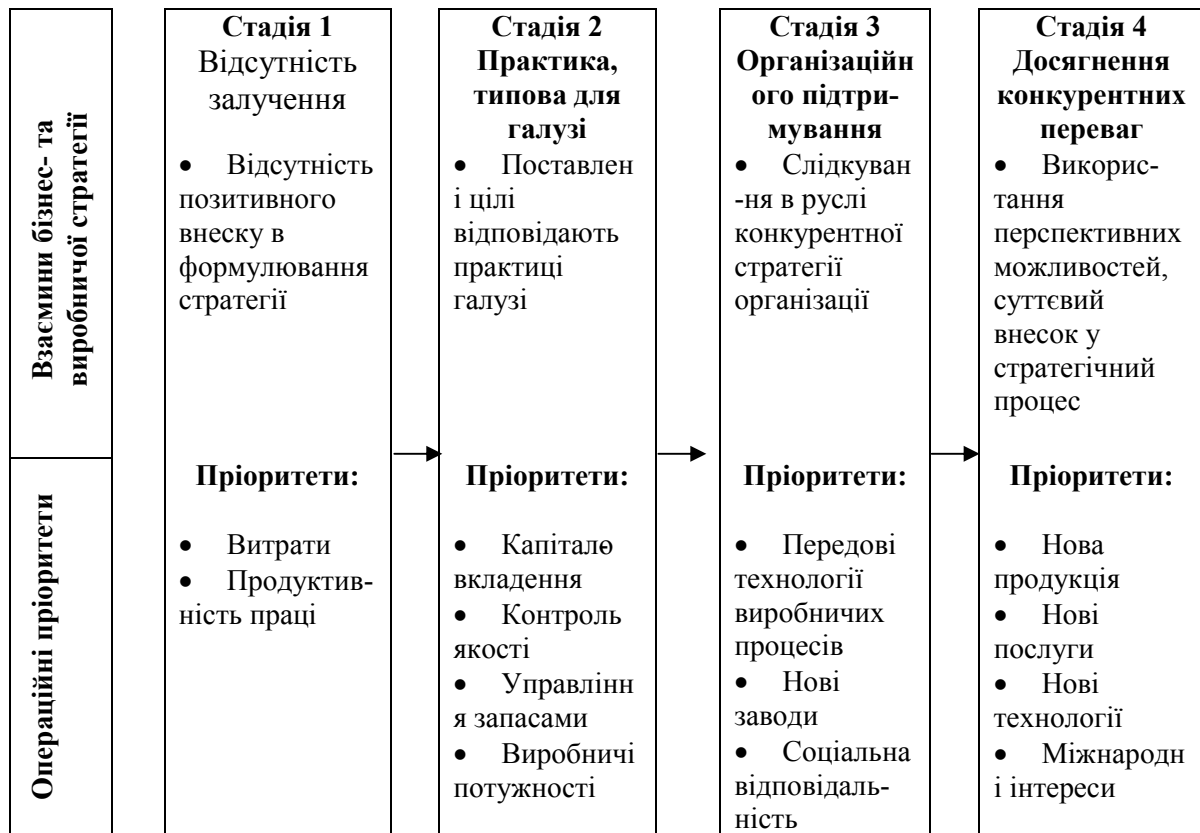 Взаємини бізнес- та
виробничої стратегії
Операційні пріоритети
Стадія 1
Відсутність
залучення
• Відсутність
позитивного
внеску в
формулювання
стратегії
Пріоритети:
• Витрати
• Продуктив-
ність праці
Стадія 2
Практика,
типова для
галузі
• Поставлен
і цілі
відповідають
практиці
галузі
Пріоритети:
• Капітало
вкладення
• Контроль
якості
• Управлінн
я запасами
• Виробничі
потужності
Стадія 3
Організаційн
ого підтри-
мування
• Слідкуван
-ня в руслі
конкурентної
стратегії
організації
Пріоритети:
• Передові
технології
виробничих
процесів
• Нові
заводи
• Соціальна
відповідаль-
ність
Стадія 4
Досягнення
конкурентних
переваг
• Викорис-
тання
перспективних
можливостей,
суттєвий
внесок у
стратегічний
процес
Пріоритети:
• Нова
продукція
• Нові
послуги
• Нові
технології
• Міжнародн
і інтереси